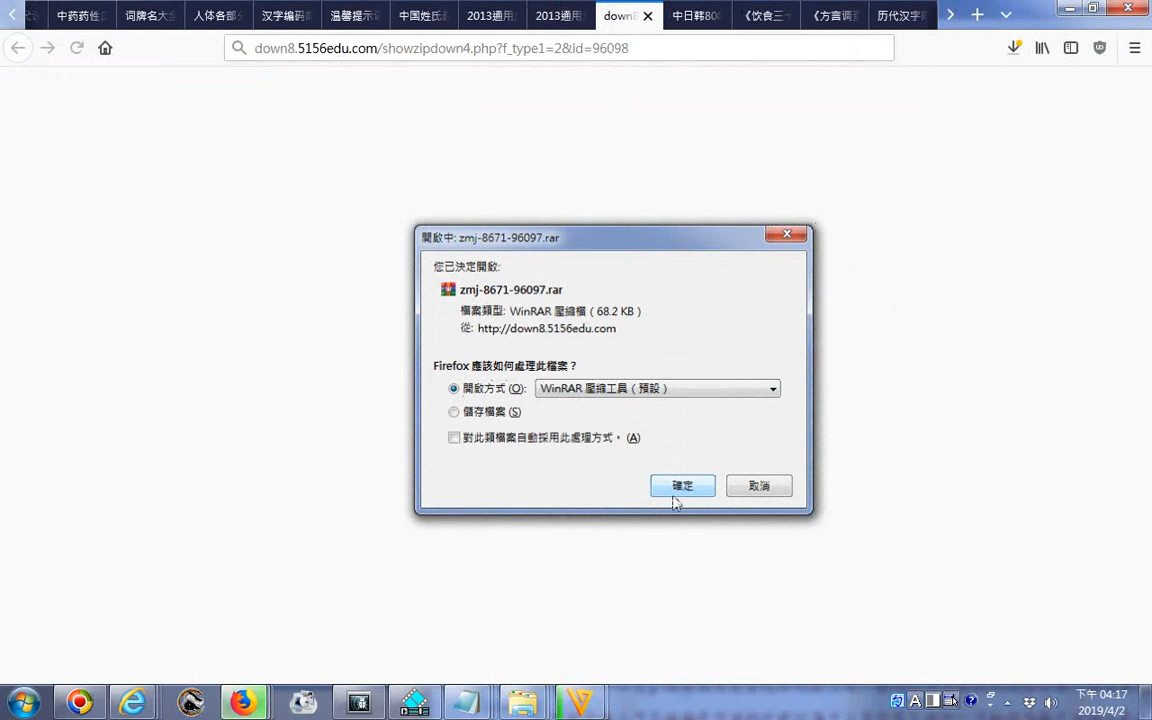 中药药性
词牌名大全
人体各部分
汉字编码
温馨提示
中国姓氏
2013通用
2013通用
down8
中日韩800
《饮食三十
《方言调查
历代汉字
down8.5156edu.com/showzipdown4.php?f_type1=2&id=96098
開啟中: zmj-8671-96097.rar
您已決定開啟:
zmj-8671-96097.rar
檔案類型: WinRAR 壓縮檔 ( 68.2 KB )
從: http://down8.5156edu.com
Firefox 應該如何處理此檔案？
開啟方式 (O): WinRAR 壓縮工具 ( 預設 )
儲存檔案 (S)
對此類檔案自動採用此處理方式。(A)
確定 取消
下午 04:17
2019/4/2